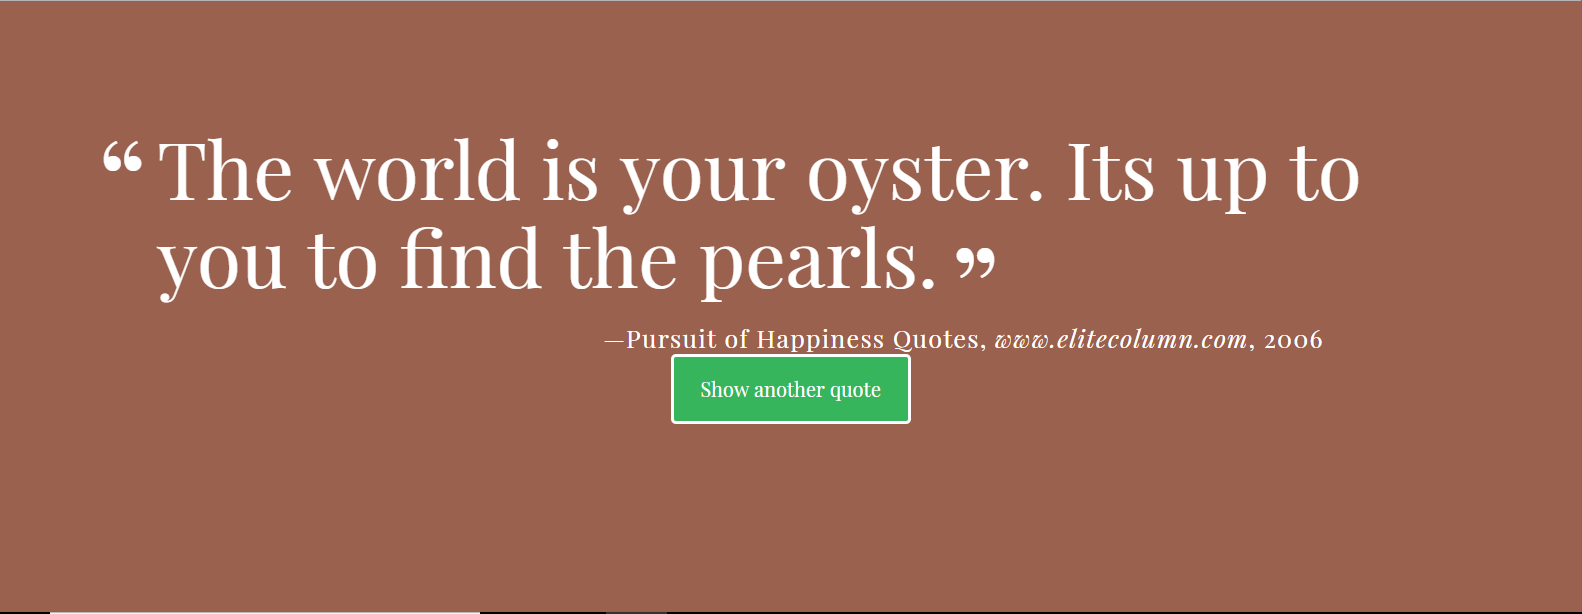 “ The world is your oyster. Its up to
you to find the pearls. ”
—Pursuit of Happiness Quotes, www.elitecolumn.com, 2006
Show another quote